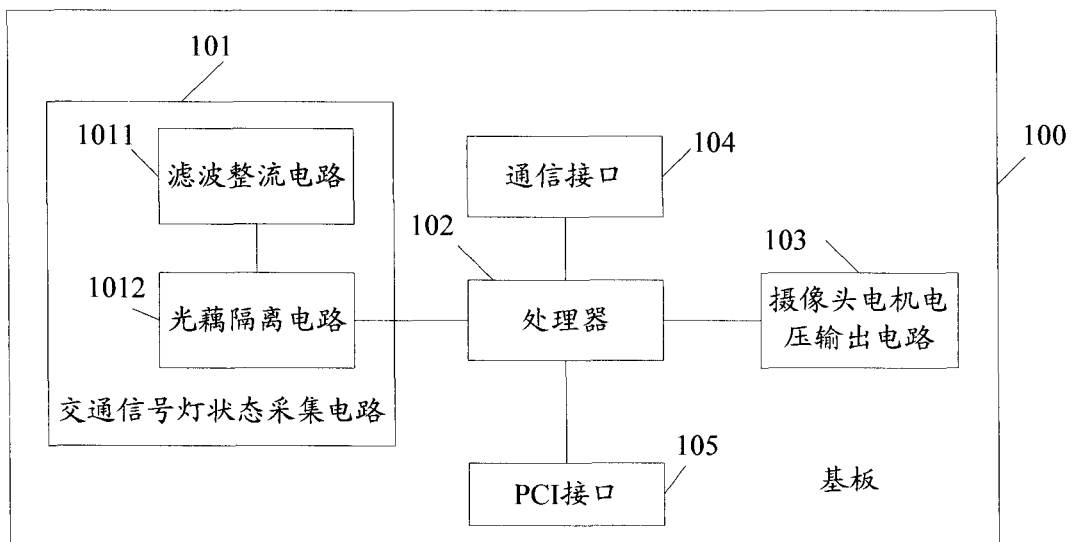 101
1011
滤波整流电路
104
通信接口
100
102
103
1012
光藕隔离电路
处理器
摄像头电机电
压输出电路
交通信号灯状态采集电路
105
PCI接口
基板